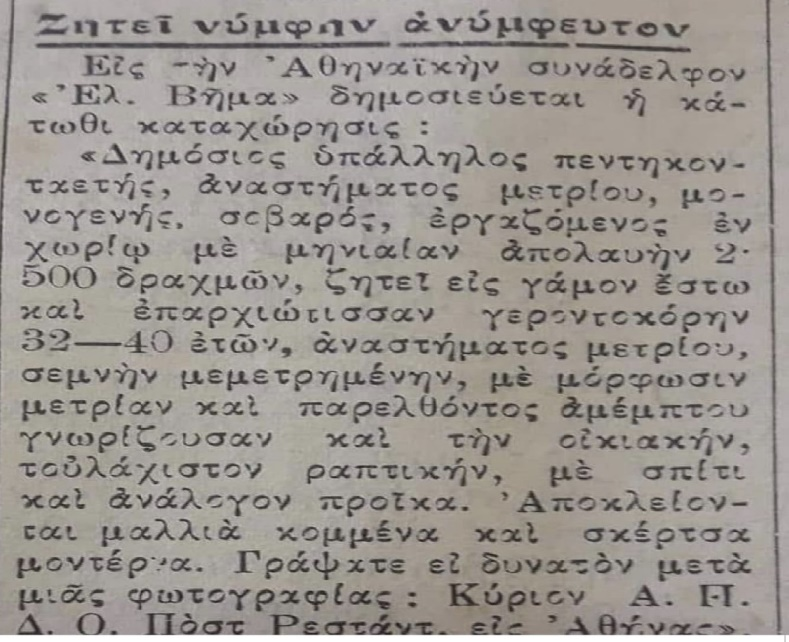 Ζητεῖ νύμφην ἀνύμφευτον
Εἰς τὴν Ἀθηναϊκὴν συνάδελφον
«Ἐλ. Βῆμα» δημοσιεύεται ἡ κά-
τωθι καταχώρησις :
«Δημόσιος ὑπάλληλος πεντηκον-
ταετής, ἀναστήματος μετρίου, μο-
νογενής, σοβαρός, ἐργαζόμενος ἐν
χωρίῳ μὲ μηνιαίαν ἀπολαυὴν 2.
500 δραχμῶν, ζητεῖ εἰς γάμον ἔστω
καὶ ἐπαρχιώτισσαν γεροντοκόρην
32—40 ἐτῶν, ἀναστήματος μετρίου,
σεμνὴν μεμετρημένην, μὲ μόρφωσιν
μετρίαν καὶ παρελθόντος ἀμέμπτου
γνωρίζουσαν καὶ τὴν οἰκιακήν,
τοὐλάχιστον ραπτικήν, μὲ σπίτι
καὶ ἀνάλογον προῖκα. Ἀποκλείον-
ται μαλλιὰ κομμένα καὶ σκέρτσα
μοντέρνα. Γράψατε εἰ δυνατὸν μετὰ
μιᾶς φωτογραφίας : Κύριον Α. Π.
Δ. Ο. Πὸστ Ρεστάντ, εἰς Ἀθήνας».